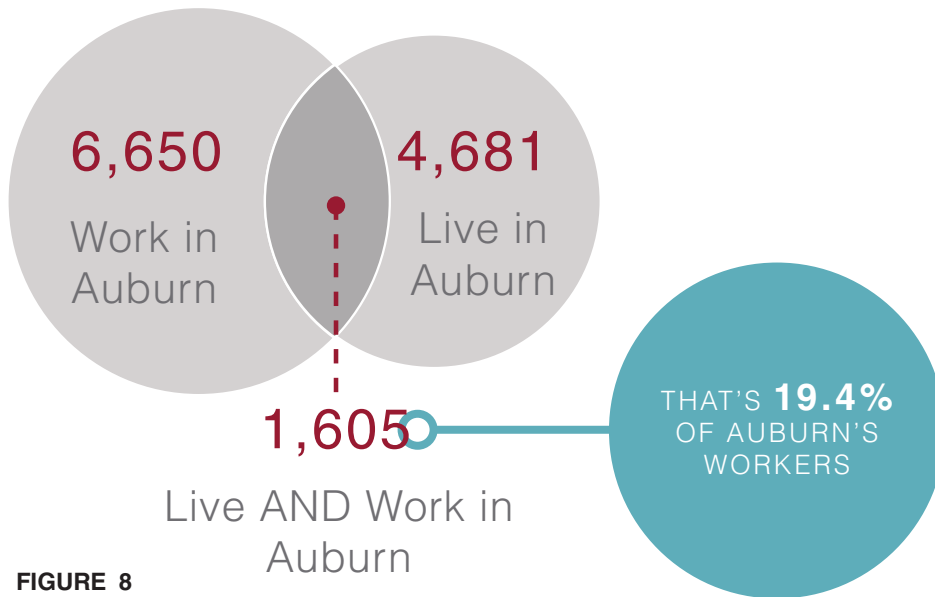 6,650
Work in
Auburn
4,681
Live in
Auburn
1,605
Live AND Work in
Auburn
THAT'S 19.4%
OF AUBURN'S
WORKERS
FIGURE 8